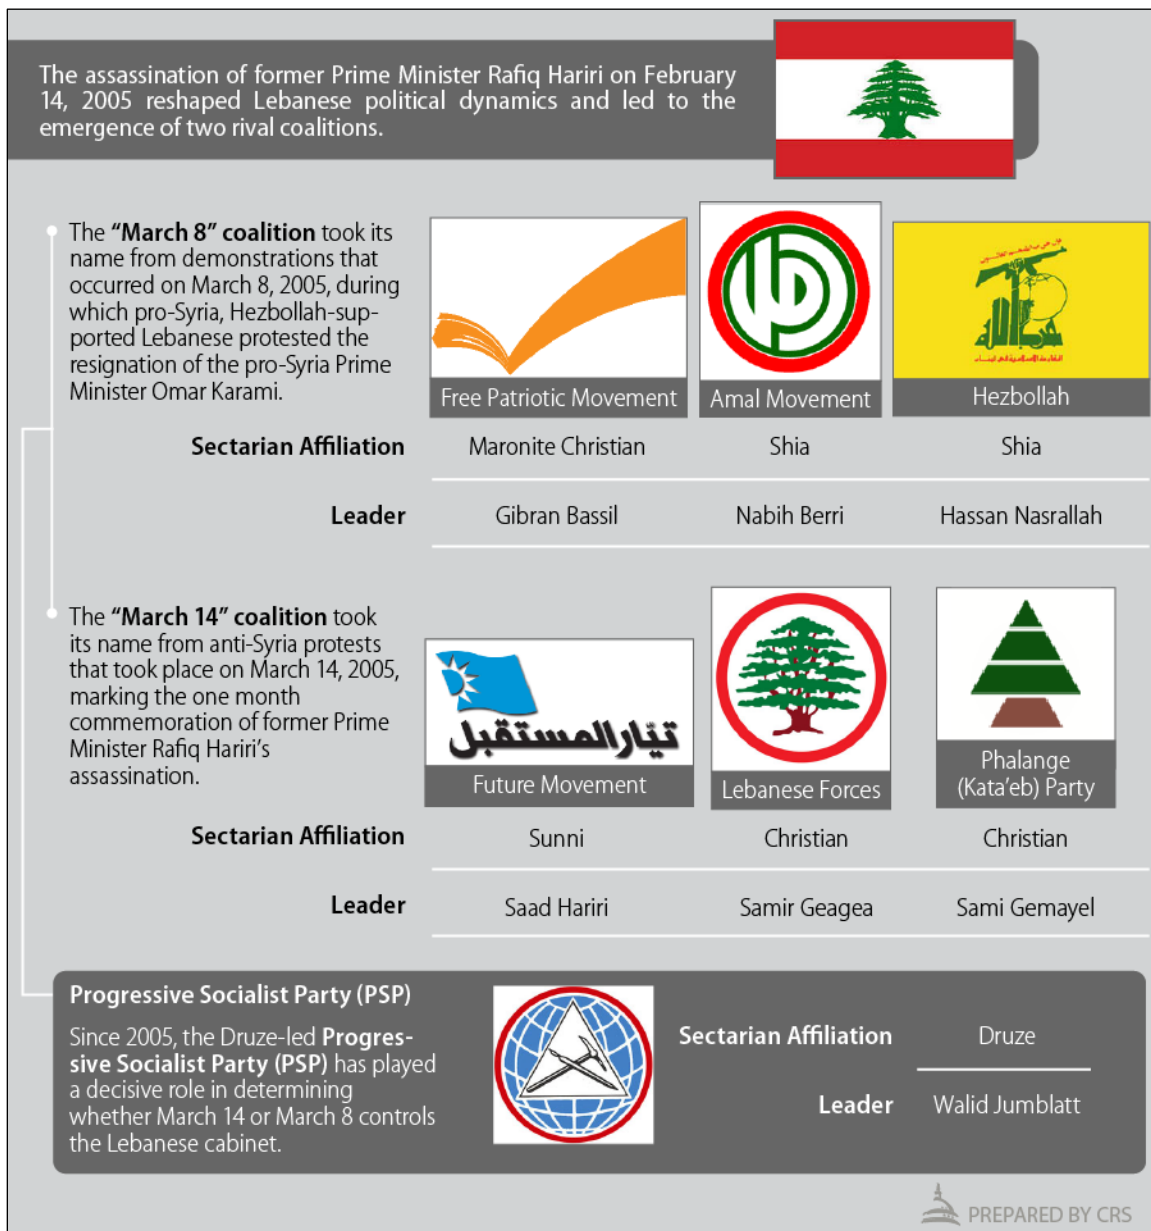 The assassination of former Prime Minister Rafiq Hariri on February
14, 2005 reshaped Lebanese political dynamics and led to the
emergence of two rival coalitions.
The “March 8” coalition took its
name from demonstrations that
occurred on March 8, 2005, during
which pro-Syria, Hezbollah-sup-
ported Lebanese protested the
resignation of the pro-Syria Prime
Minister Omar Karami.
Free Patriotic Movement
Amal Movement
حزب الله
Hezbollah
Sectarian Affiliation
Maronite Christian
Shia
Shia
Leader
Gibran Bassil
Nabih Berri
Hassan Nasrallah
The “March 14” coalition took
its name from anti-Syria protests
that took place on March 14, 2005,
marking the one month
commemoration of former Prime
Minister Rafiq Hariri’s
assassination.
تيّار المستقبل
Future Movement
Lebanese Forces
Phalange
(Kata’eb) Party
Sectarian Affiliation
Sunni
Christian
Christian
Leader
Saad Hariri
Samir Geagea
Sami Gemayel
Progressive Socialist Party (PSP)
Since 2005, the Druze-led Progres-
sive Socialist Party (PSP) has played
a decisive role in determining
whether March 14 or March 8 controls
the Lebanese cabinet.
Sectarian Affiliation
Druze
Leader
Walid Jumblatt
PREPARED BY CRS